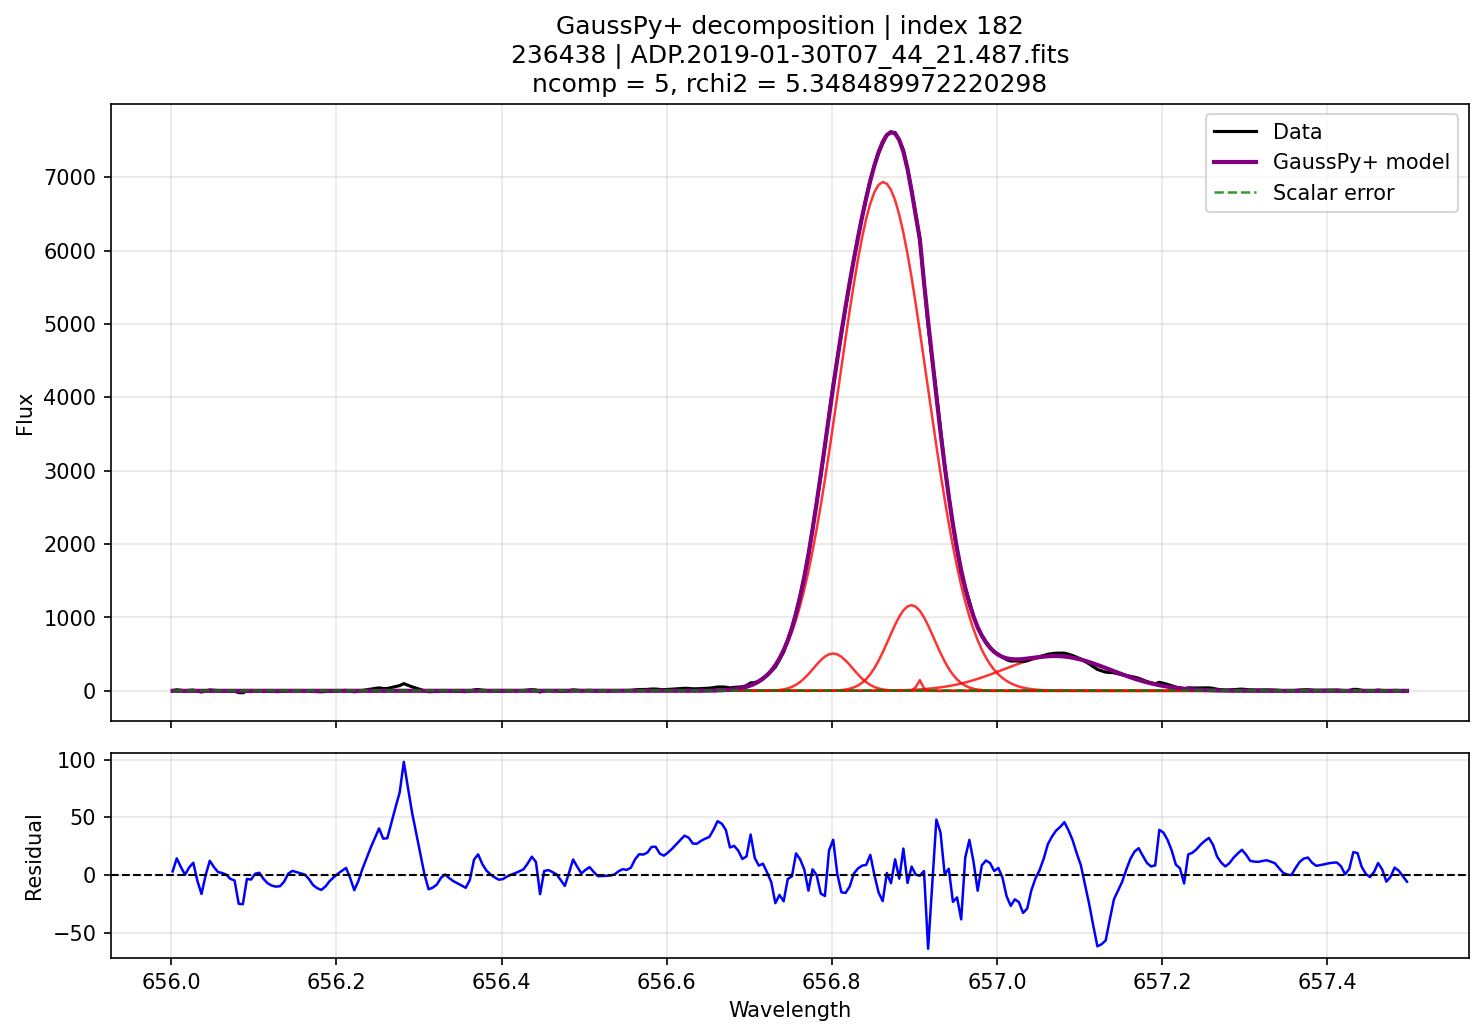 GaussPy+ decomposition | index 182
236438 | ADP.2019-01-30T07_44_21.487.fits
ncomp = 5, rchi2 = 5.348489972220298
Data
GaussPy+ model
Scalar error
Flux
7000
6000
5000
4000
3000
2000
1000
0
Residual
100
50
0
−50
656.0
656.2
656.4
656.6
656.8
657.0
657.2
657.4
Wavelength